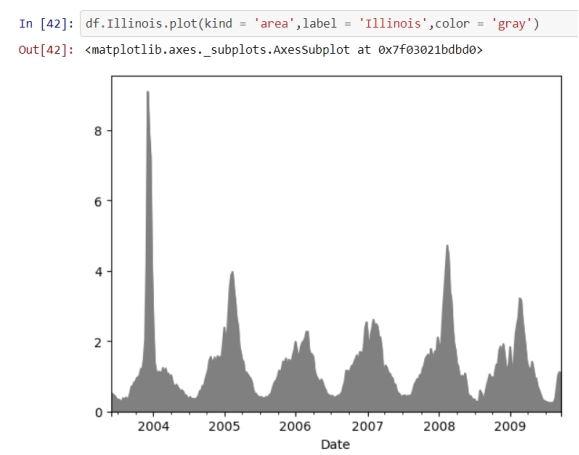 In [42]: df.Illinois.plot(kind = 'area',label = 'Illinois',color = 'gray')
Out[42]: <matplotlib.axes._subplots.AxesSubplot at 0x7f03021bdbd0>
8
6
4
2
0
2004 2005 2006 2007 2008 2009
Date